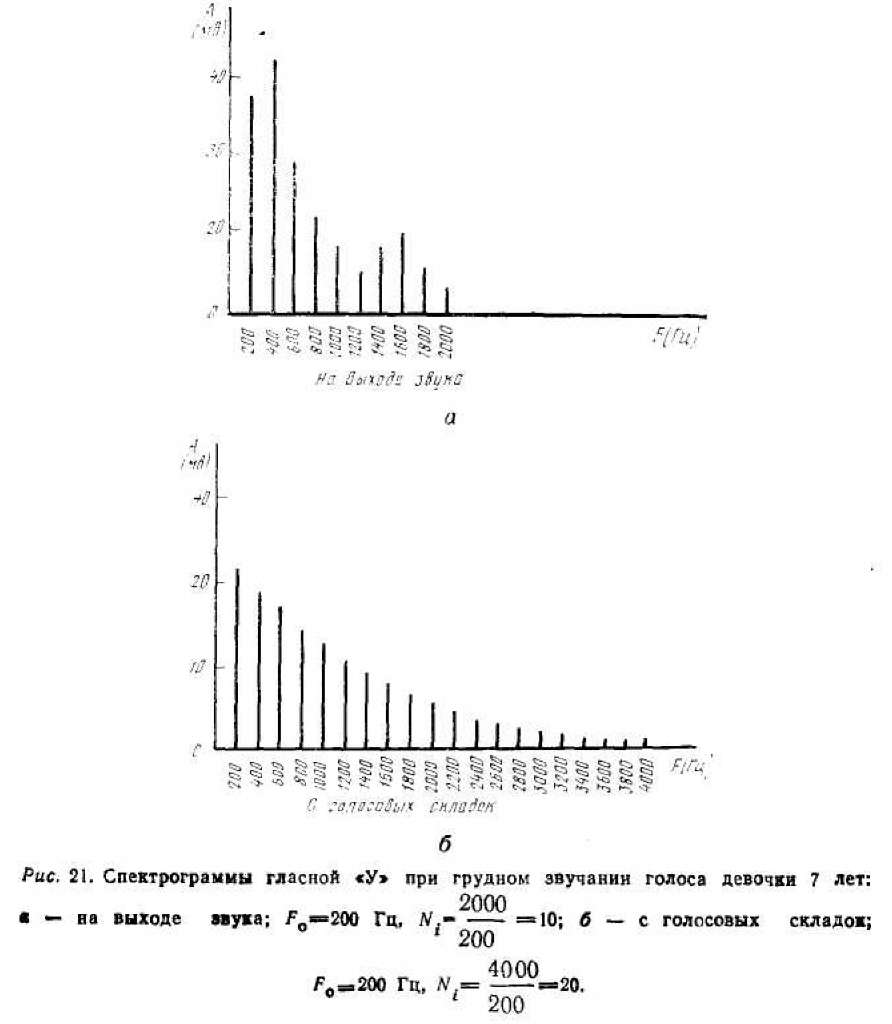 А
(мв)
40
30
20
0
200 400 600 800 1000 1200 1400 1600 1800 2000
F(Гц)
На выходе звука
а
А
(мв)
40
20
10
0
200 400 600 800 1000 1200 1400 1600 1800 2000 2200 2400 2600 2800 3000 3200 3400 3600 3800 4000
F(Гц)
С голосовых складок
б
Рис. 21. Спектрограммы гласной «У» при грудном звучании голоса девочки 7 лет:
а — на выходе звука; F₀=200 Гц, Nᵢ= 2000/200 =10; б — с голосовых складок;
F₀=200 Гц, Nᵢ= 4000/200 =20.